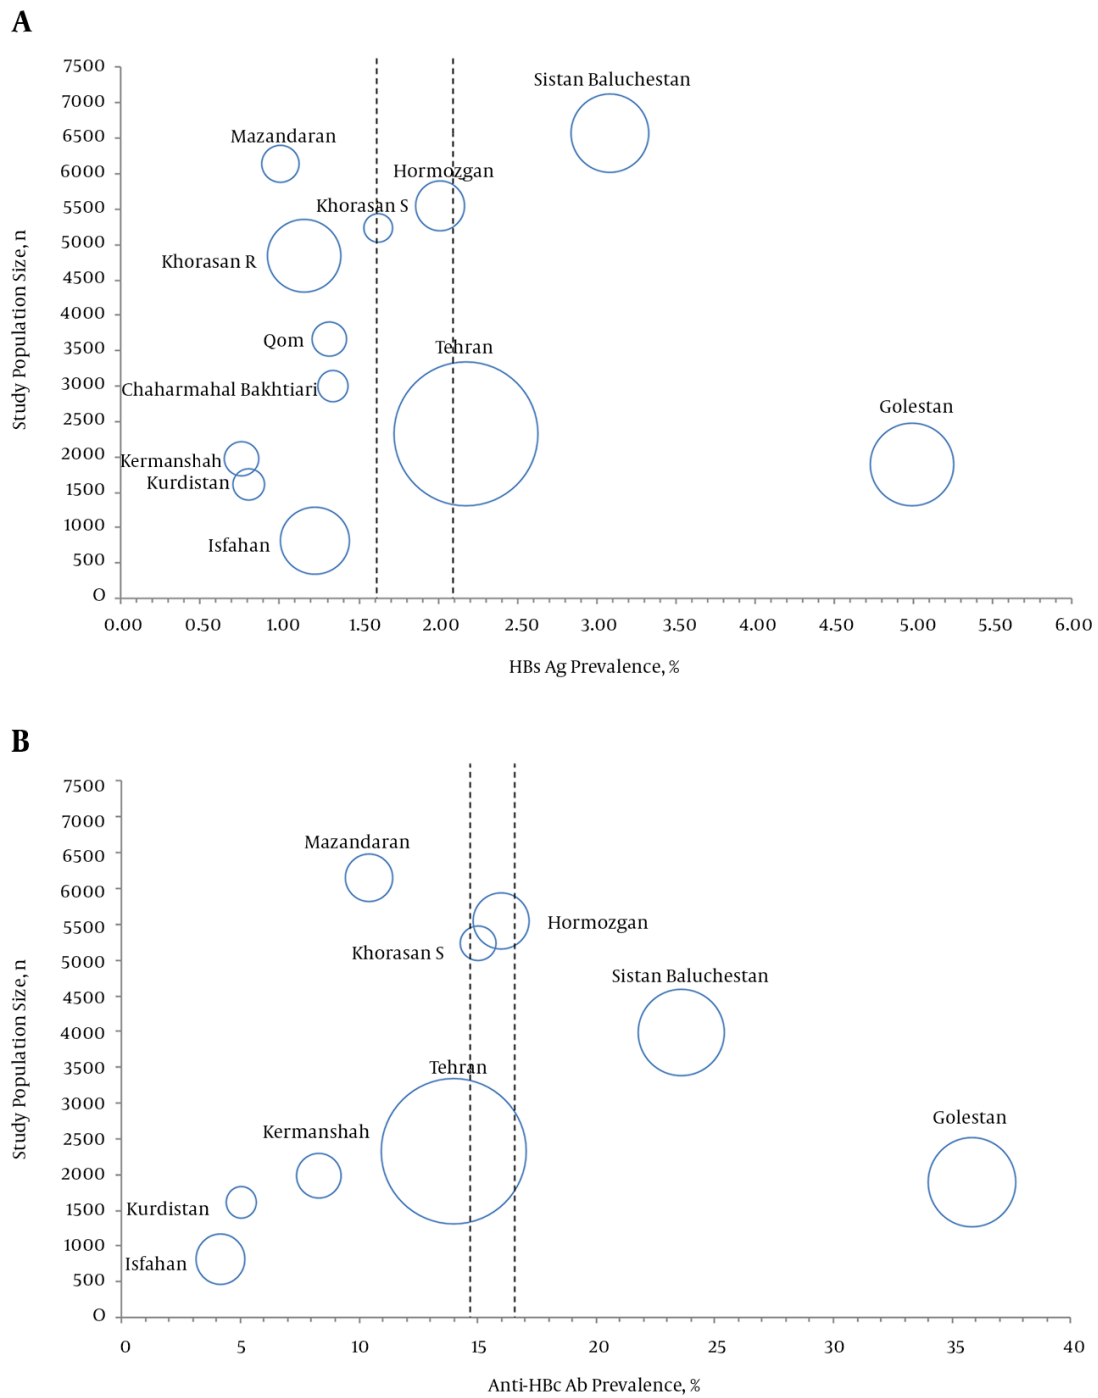 A
7500
Sistan Baluchestan
7000
Mazandaran
6500
Hormozgan
6000
Khorasan S
5500
5000
Khorasan R
4500
4000
Qom
3500
Tehran
3000
Chaharmahal Bakhtiari
Golestan
2500
2000
Kermanshah
Kurdistan
1500
1000
Isfahan
500
O
Study Population Size, n
0.00 0.50 1.00 1.50 2.00 2.50 3.00 3.50 4.00 4.50 5.00 5.50 6.00
HBs Ag Prevalence, %
B
7500
7000
Mazandaran
6500
6000
Hormozgan
5500
Khorasan S
5000
Sistan Baluchestan
4500
4000
3500
Tehran
3000
Golestan
Kermanshah
2500
2000
Kurdistan
1500
1000
Isfahan
500
O
Study Population Size, n
0 5 10 15 20 25 30 35 40
Anti-HBc Ab Prevalence, %